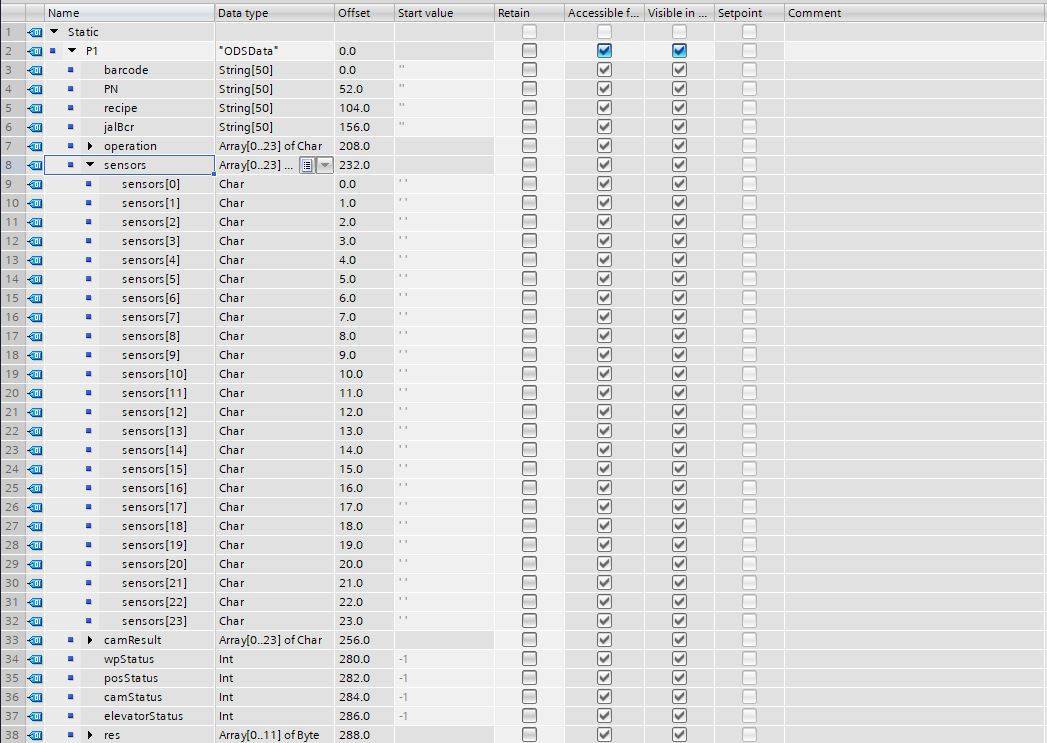 Name Data type Offset Start value Retain Accessible f... Visible in ... Setpoint Comment
1 Static
2 P1 "ODSData" 0.0
3 barcode String[50] 0.0 ''
4 PN String[50] 52.0 ''
5 recipe String[50] 104.0 ''
6 jalBcr String[50] 156.0 ''
7 operation Array[0..23] of Char 208.0
8 sensors Array[0..23] ... 232.0
9 sensors[0] Char 0.0 ' '
10 sensors[1] Char 1.0 ' '
11 sensors[2] Char 2.0 ' '
12 sensors[3] Char 3.0 ' '
13 sensors[4] Char 4.0 ' '
14 sensors[5] Char 5.0 ' '
15 sensors[6] Char 6.0 ' '
16 sensors[7] Char 7.0 ' '
17 sensors[8] Char 8.0 ' '
18 sensors[9] Char 9.0 ' '
19 sensors[10] Char 10.0 ' '
20 sensors[11] Char 11.0 ' '
21 sensors[12] Char 12.0 ' '
22 sensors[13] Char 13.0 ' '
23 sensors[14] Char 14.0 ' '
24 sensors[15] Char 15.0 ' '
25 sensors[16] Char 16.0 ' '
26 sensors[17] Char 17.0 ' '
27 sensors[18] Char 18.0 ' '
28 sensors[19] Char 19.0 ' '
29 sensors[20] Char 20.0 ' '
30 sensors[21] Char 21.0 ' '
31 sensors[22] Char 22.0 ' '
32 sensors[23] Char 23.0 ' '
33 camResult Array[0..23] of Char 256.0
34 wpStatus Int 280.0 -1
35 posStatus Int 282.0 -1
36 camStatus Int 284.0 -1
37 elevatorStatus Int 286.0 -1
38 res Array[0..11] of Byte 288.0